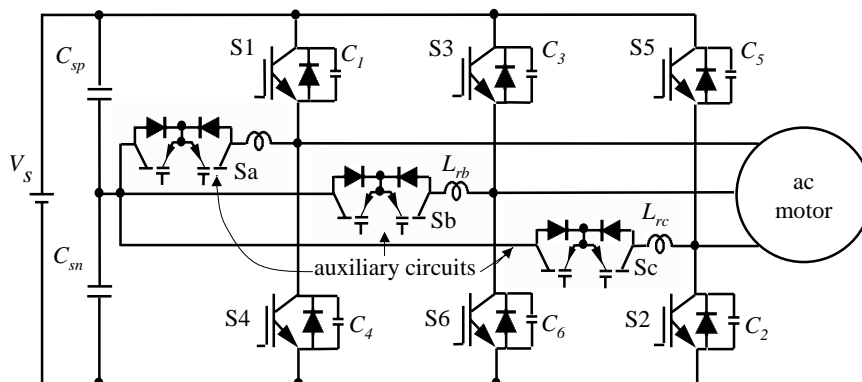 S1
C1
S3
C3
S5
C5
Csp
Vs
Sa
Lrb
Sb
Lrc
Sc
ac
motor
Csn
auxiliary circuits
S4
C4
S6
C6
S2
C2